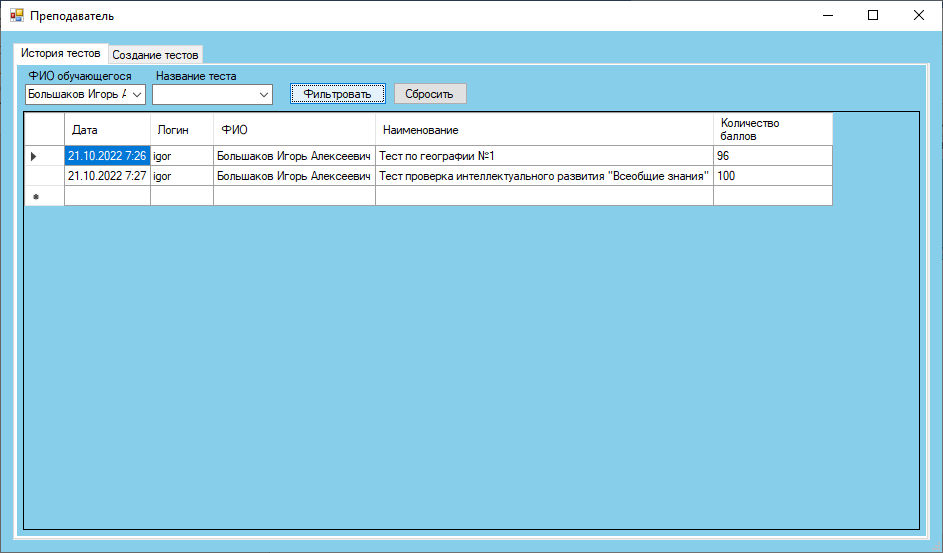 Преподаватель
История тестов Создание тестов
ФИО обучающегося Название теста
Большаков Игорь А Фильтровать Сбросить
Дата Логин ФИО Наименование Количество
баллов
21.10.2022 7:26 igor Большаков Игорь Алексеевич Тест по географии №1 96
21.10.2022 7:27 igor Большаков Игорь Алексеевич Тест проверка интеллектуального развития "Всеобщие знания" 100